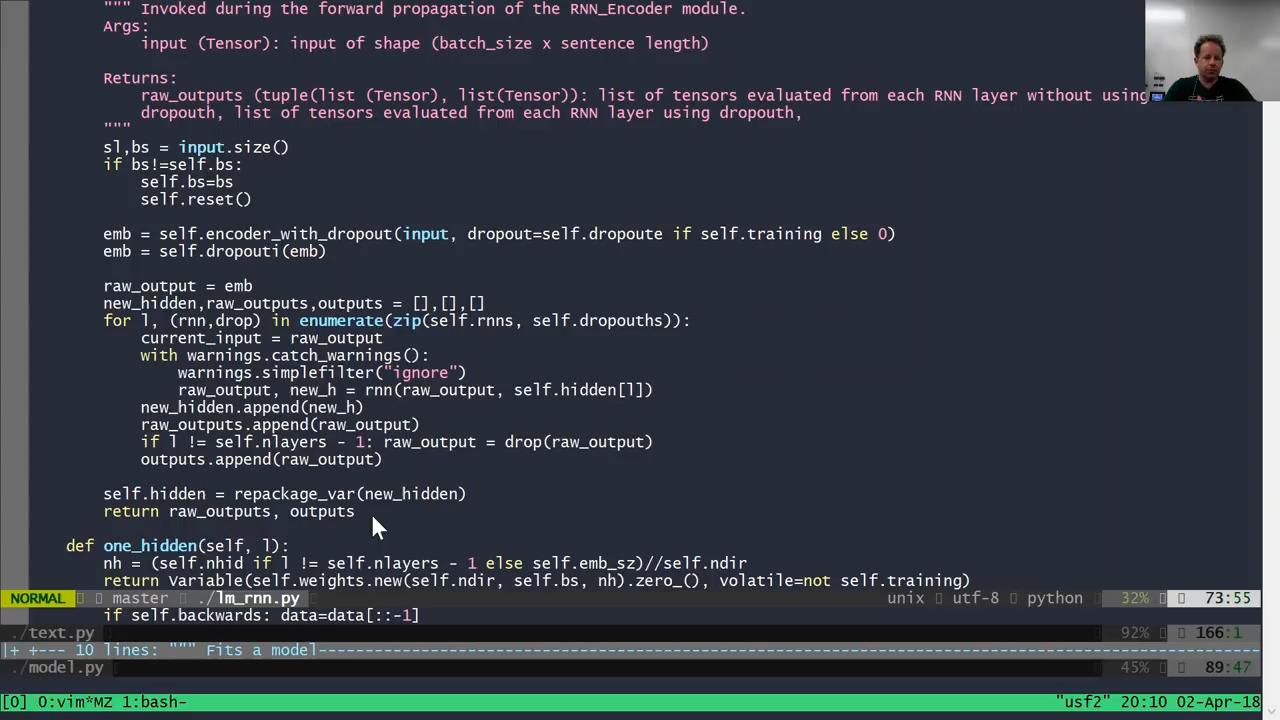 """ Invoked during the forward propagation of the RNN_Encoder module.
Args:
input (Tensor): input of shape (batch_size x sentence length)
Returns:
raw_outputs (tuple(list (Tensor), list(Tensor)): list of tensors evaluated from each RNN layer without using
dropouth, list of tensors evaluated from each RNN layer using dropouth,
"""
sl,bs = input.size()
if bs!=self.bs:
self.bs=bs
self.reset()
emb = self.encoder_with_dropout(input, dropout=self.dropoute if self.training else 0)
emb = self.dropouti(emb)
raw_output = emb
new_hidden,raw_outputs,outputs = [],[],[]
for l, (rnn,drop) in enumerate(zip(self.rnns, self.dropouths)):
current_input = raw_output
with warnings.catch_warnings():
warnings.simplefilter("ignore")
raw_output, new_h = rnn(raw_output, self.hidden[l])
new_hidden.append(new_h)
raw_outputs.append(raw_output)
if l != self.nlayers - 1: raw_output = drop(raw_output)
outputs.append(raw_output)
self.hidden = repackage_var(new_hidden)
return raw_outputs, outputs
def one_hidden(self, l):
nh = (self.nhid if l != self.nlayers - 1 else self.emb_sz)//self.ndir
return Variable(self.weights.new(self.ndir, self.bs, nh).zero_(), volatile=not self.training)
NORMAL master ./lm_rnn.py unix utf-8 python 32% 73:55
if self.backwards: data=data[::-1]
./text.py 92% 166:1
|+ +--- 10 lines: """ Fits a model-----------------------------------------------------------------------------------------------------
./model.py 45% 89:47
[0] 0:vim*MZ 1:bash- "usf2" 20:10 02-Apr-18